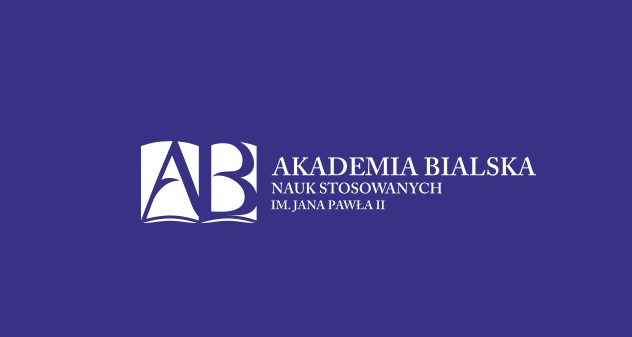 AB
AKADEMIA BIALSKA
NAUK STOSOWANYCH
IM. JANA PAWŁA II